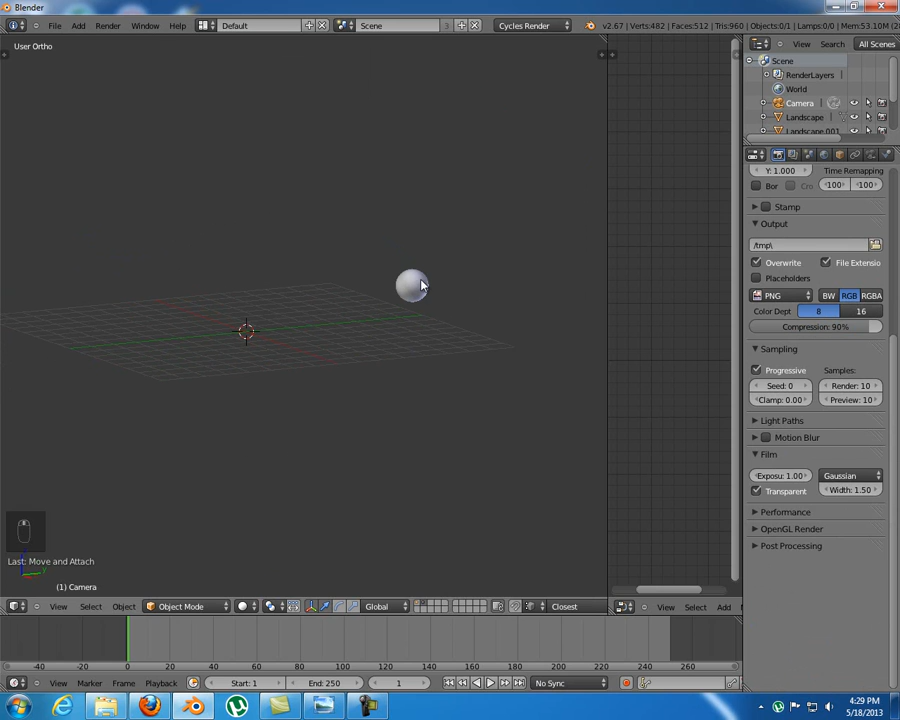 Blender
File Add Render Window Help Default Scene 3 Cycles Render v2.67 | Verts:482 | Faces:512 | Tris:960 | Objects:0/1 | Lamps:0/0 | Mem:53.10M
User Ortho
View Search All Scenes
Scene
RenderLayers
World
Camera
Landscape
Landscape.001
Y: 1.000 Time Remapping
Bor Cro 100 100
Stamp
Output
/tmp\
Overwrite File Extensio
Placeholders
PNG BW RGB RGBA
Color Dept 8 16
Compression: 90%
Sampling
Progressive Samples:
Seed: 0 Render: 10
Clamp: 0.00 Preview: 10
Light Paths
Motion Blur
Film
Exposu: 1.00 Gaussian
Transparent Width: 1.50
Performance
OpenGL Render
Post Processing
Last: Move and Attach
z
y
(1) Camera
View Select Object Object Mode Global Closest View Select Add
-40 -20 0 20 40 60 80 100 120 140 160 180 200 220 240 260
View Marker Frame Playback Start: 1 End: 250 1 No Sync
4:29 PM
5/18/2013